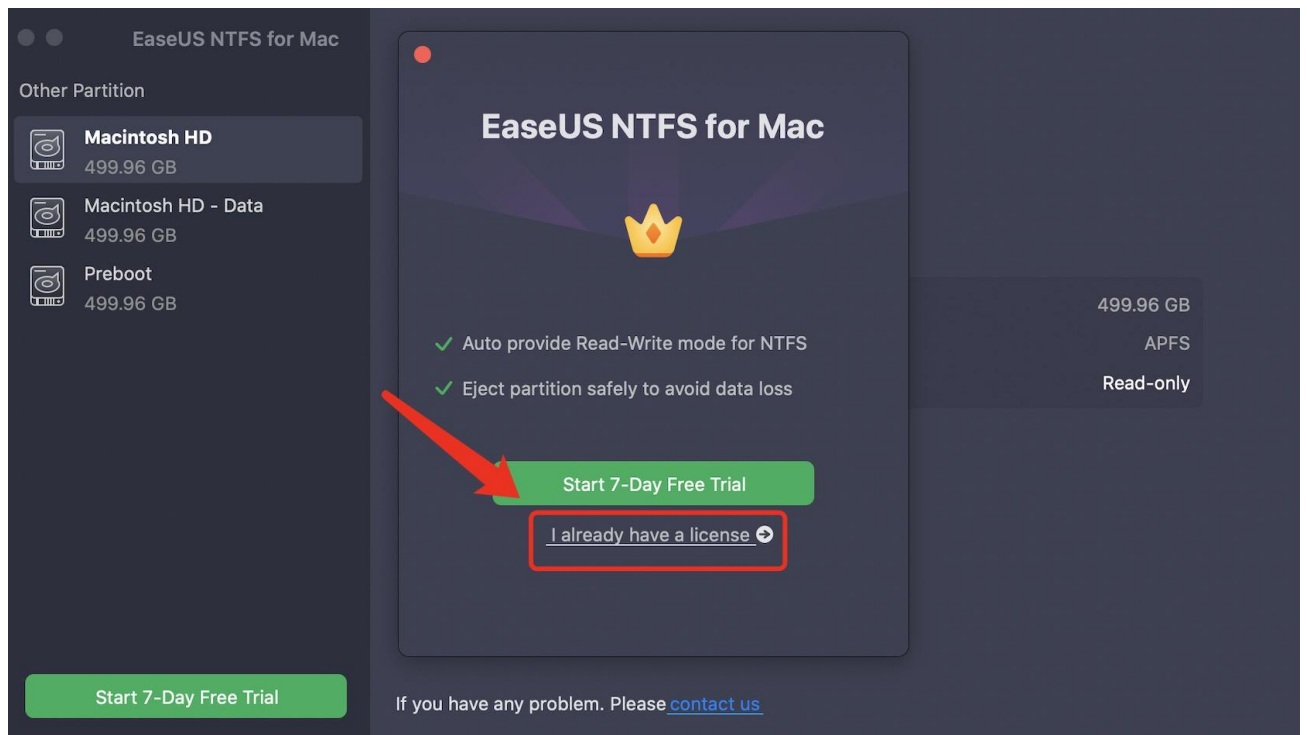 EaseUS NTFS for Mac
Other Partition
Macintosh HD
499.96 GB
Macintosh HD - Data
499.96 GB
Preboot
499.96 GB
Start 7-Day Free Trial
EaseUS NTFS for Mac
Auto provide Read-Write mode for NTFS
Eject partition safely to avoid data loss
Start 7-Day Free Trial
I already have a license
499.96 GB
APFS
Read-only
If you have any problem. Please contact us